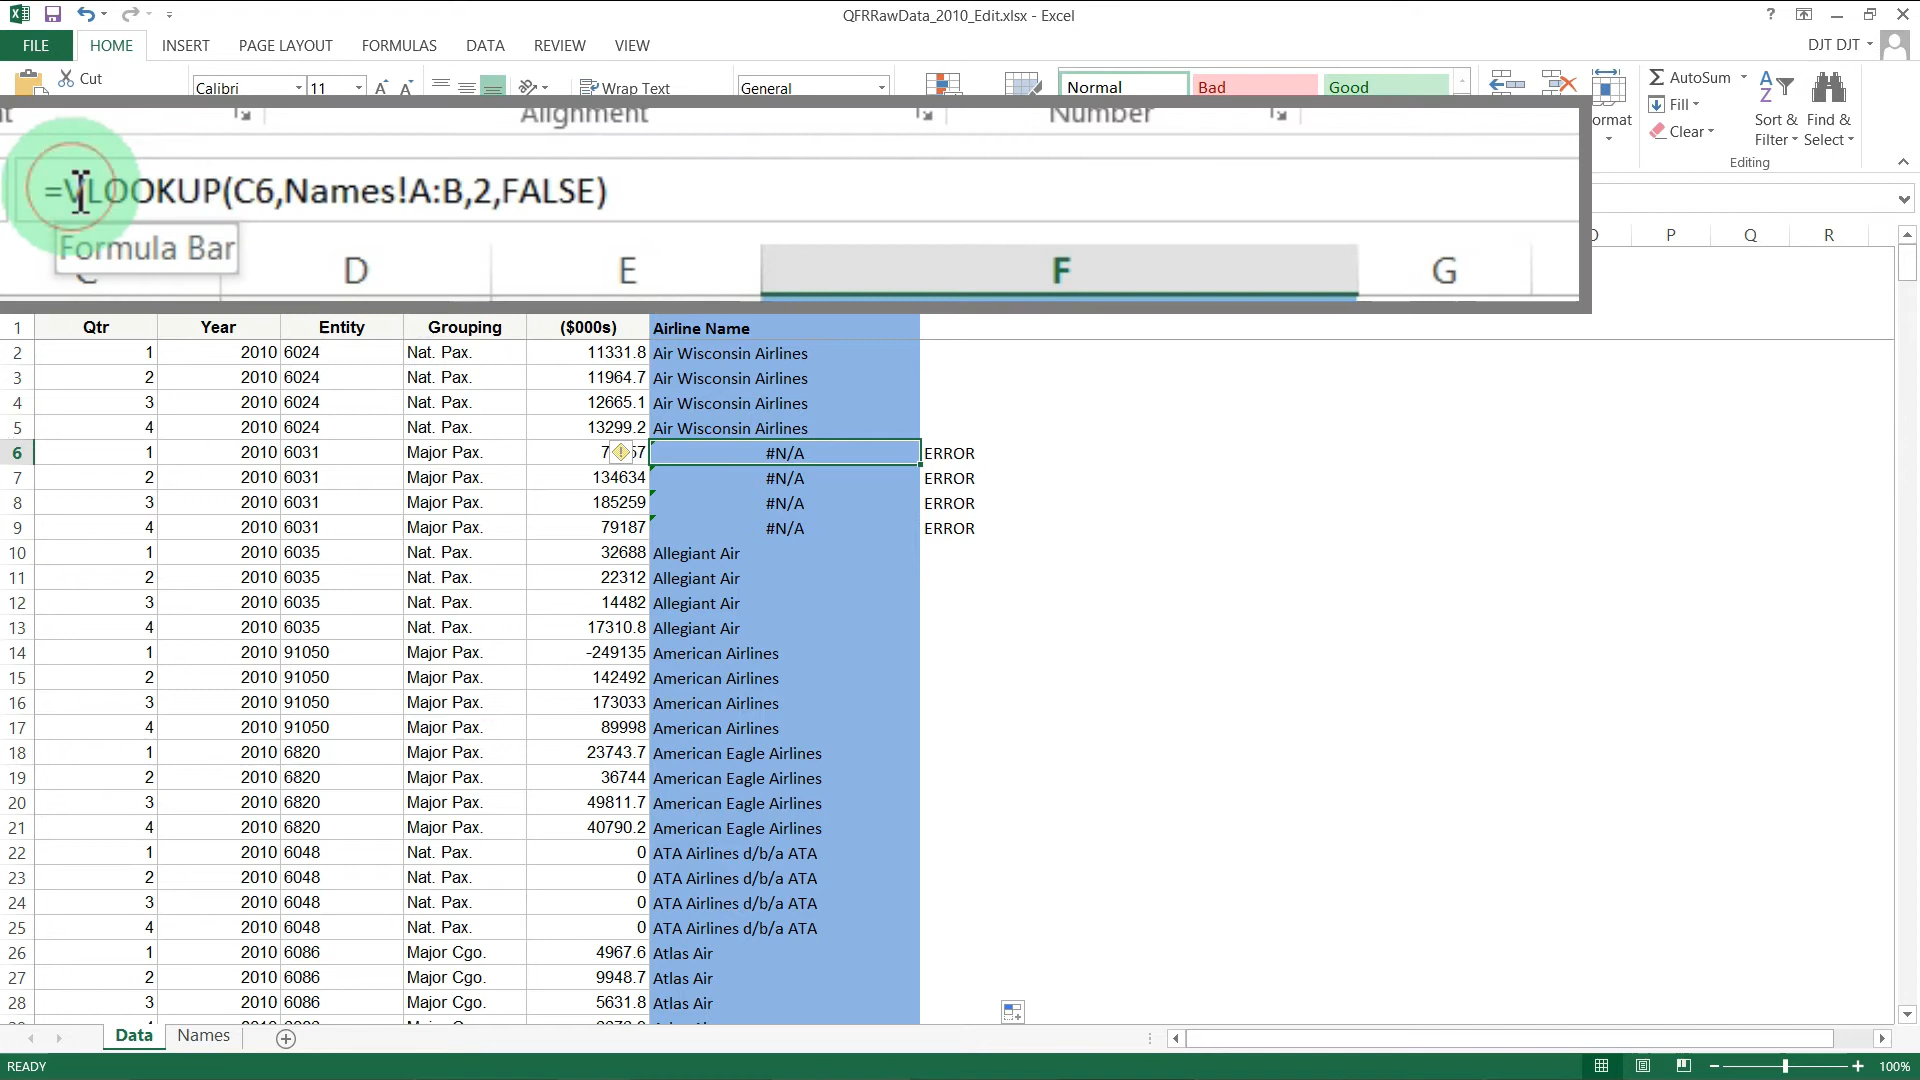 QFRRawData_2010_Edit.xlsx - Excel
FILE HOME INSERT PAGE LAYOUT FORMULAS DATA REVIEW VIEW DJT DJT
Cut Calibri 11 Wrap Text General Normal Bad Good AutoSum
Fill
Clear
Sort & Filter
Find & Select
Editing
Alignment Number
=VLOOKUP(C6,Names!A:B,2,FALSE)
Formula Bar
D E F G
P Q R
1 Qtr Year Entity Grouping ($000s) Airline Name
2 1 2010 6024 Nat. Pax. 11331.8 Air Wisconsin Airlines
3 2 2010 6024 Nat. Pax. 11964.7 Air Wisconsin Airlines
4 3 2010 6024 Nat. Pax. 12665.1 Air Wisconsin Airlines
5 4 2010 6024 Nat. Pax. 13299.2 Air Wisconsin Airlines
6 1 2010 6031 Major Pax. #N/A ERROR
7 2 2010 6031 Major Pax. 134634 #N/A ERROR
8 3 2010 6031 Major Pax. 185259 #N/A ERROR
9 4 2010 6031 Major Pax. 79187 #N/A ERROR
10 1 2010 6035 Nat. Pax. 32688 Allegiant Air
11 2 2010 6035 Nat. Pax. 22312 Allegiant Air
12 3 2010 6035 Nat. Pax. 14482 Allegiant Air
13 4 2010 6035 Nat. Pax. 17310.8 Allegiant Air
14 1 2010 91050 Major Pax. -249135 American Airlines
15 2 2010 91050 Major Pax. 142492 American Airlines
16 3 2010 91050 Major Pax. 173033 American Airlines
17 4 2010 91050 Major Pax. 89998 American Airlines
18 1 2010 6820 Major Pax. 23743.7 American Eagle Airlines
19 2 2010 6820 Major Pax. 36744 American Eagle Airlines
20 3 2010 6820 Major Pax. 49811.7 American Eagle Airlines
21 4 2010 6820 Major Pax. 40790.2 American Eagle Airlines
22 1 2010 6048 Nat. Pax. 0 ATA Airlines d/b/a ATA
23 2 2010 6048 Nat. Pax. 0 ATA Airlines d/b/a ATA
24 3 2010 6048 Nat. Pax. 0 ATA Airlines d/b/a ATA
25 4 2010 6048 Nat. Pax. 0 ATA Airlines d/b/a ATA
26 1 2010 6086 Major Cgo. 4967.6 Atlas Air
27 2 2010 6086 Major Cgo. 9948.7 Atlas Air
28 3 2010 6086 Major Cgo. 5631.8 Atlas Air
Data Names
READY 100%